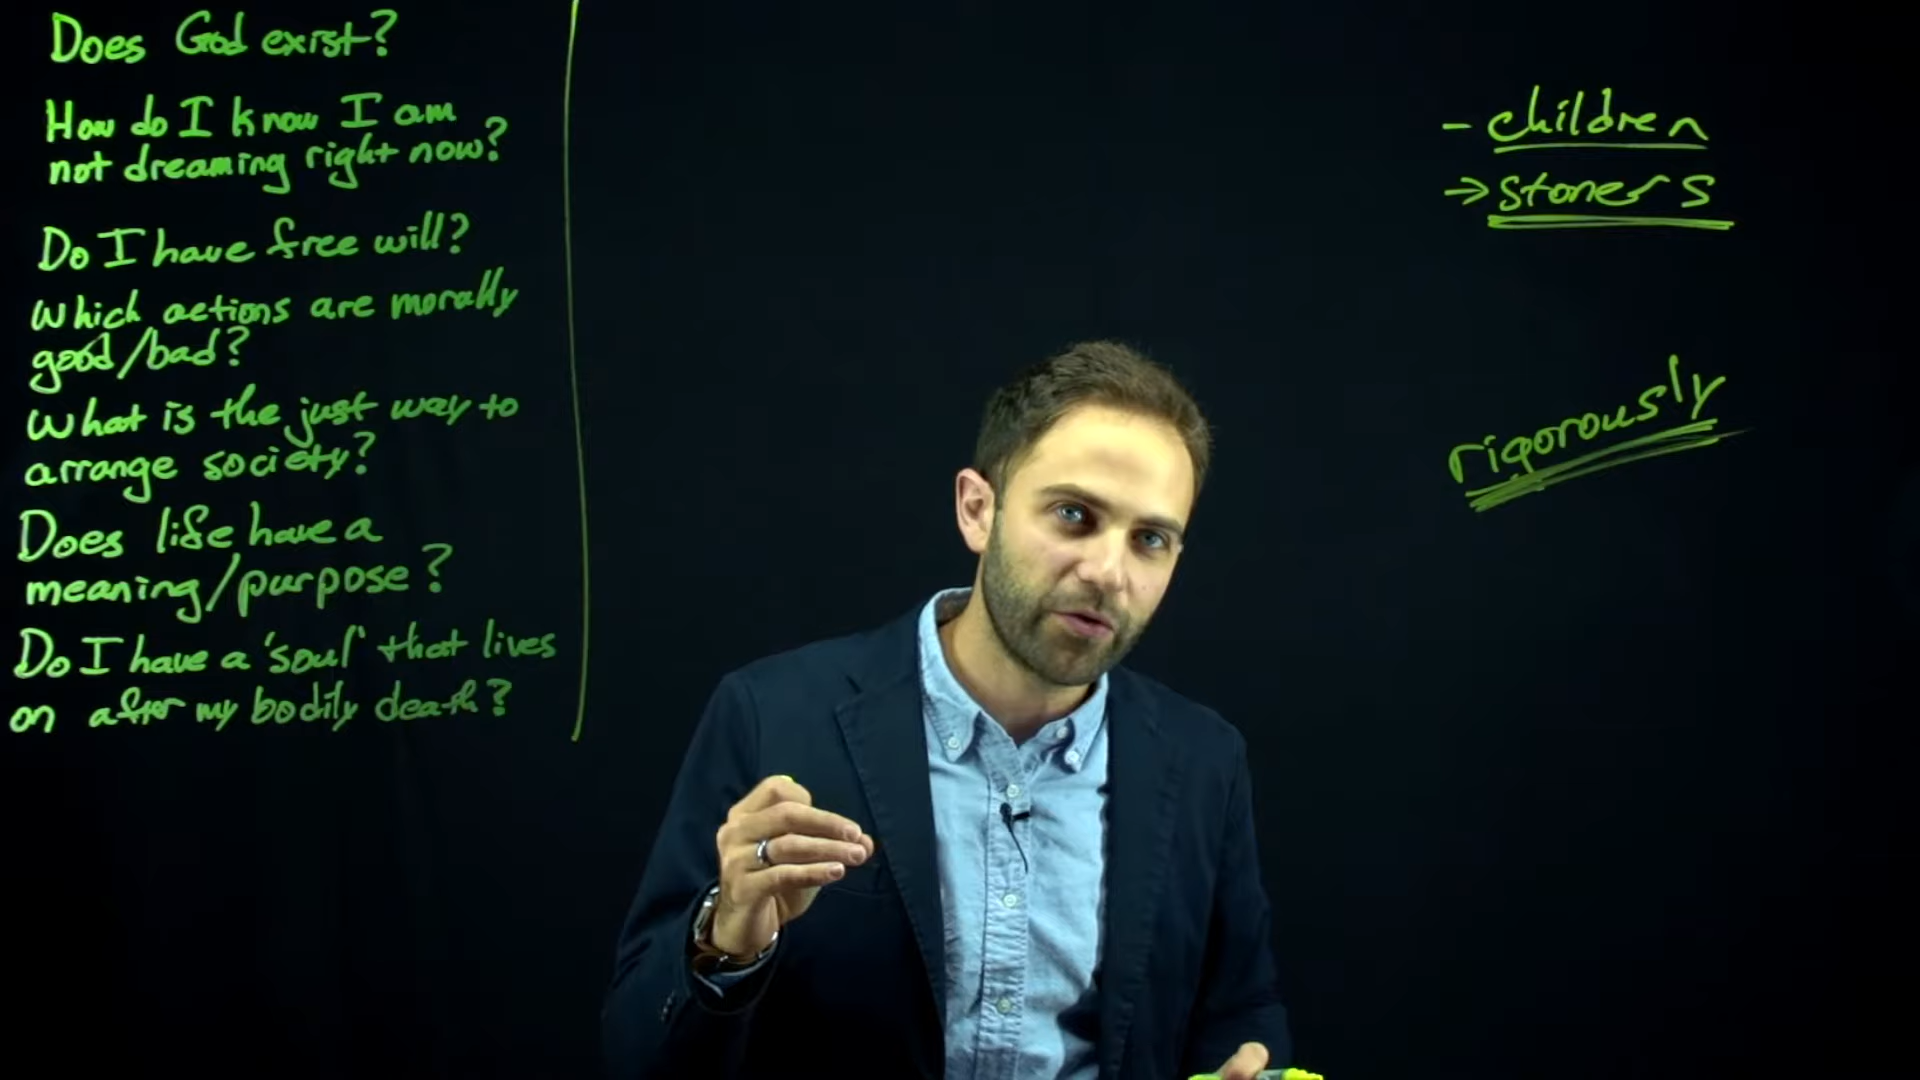 Does God exist?
How do I know I am
not dreaming right now?
Do I have free will?
Which actions are morally
good/bad?
What is the just way to
arrange society?
Does life have a
meaning/purpose?
Do I have a 'soul' that lives
on after my bodily death?
- children
→ stoners
rigorously